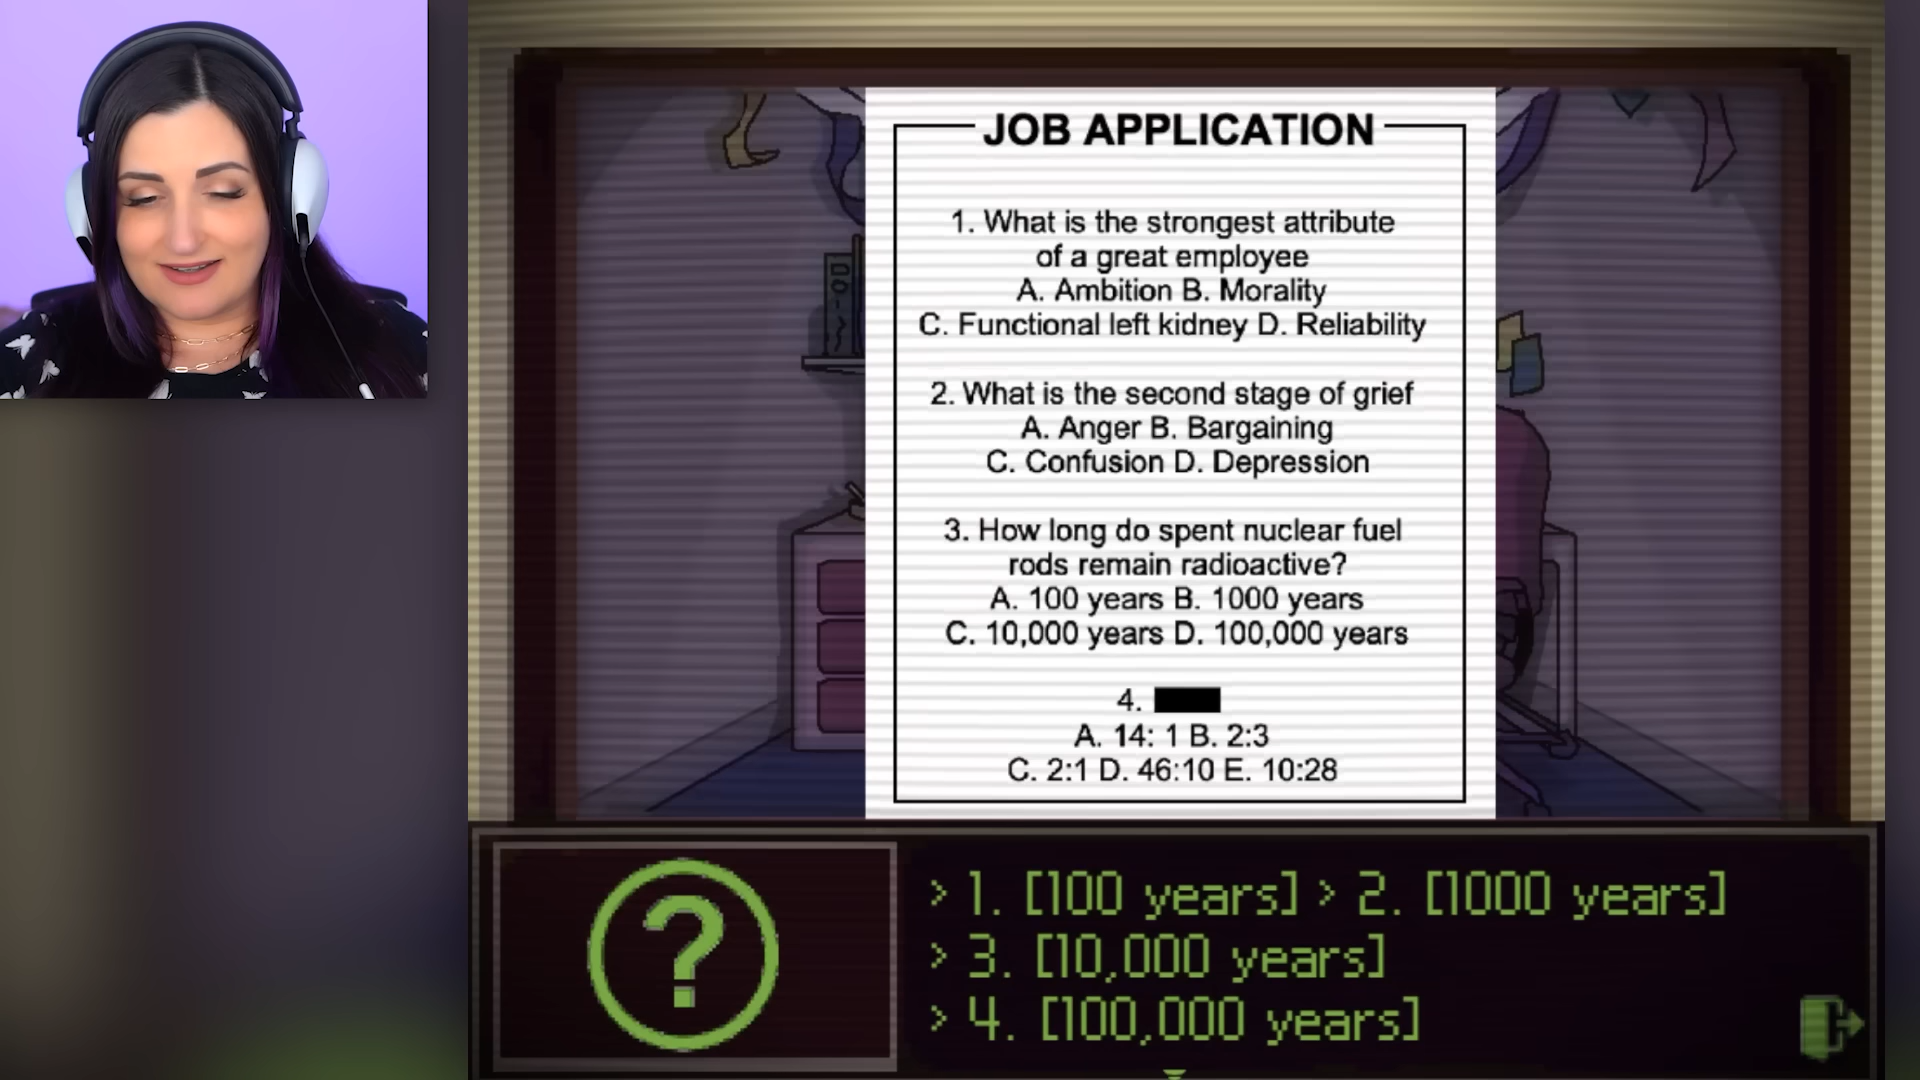 JOB APPLICATION
1. What is the strongest attribute
of a great employee
A. Ambition B. Morality
C. Functional left kidney D. Reliability
2. What is the second stage of grief
A. Anger B. Bargaining
C. Confusion D. Depression
3. How long do spent nuclear fuel
rods remain radioactive?
A. 100 years B. 1000 years
C. 10,000 years D. 100,000 years
4.
A. 14: 1 B. 2:3
C. 2:1 D. 46:10 E. 10:28
?
> 1. [100 years] > 2. [1000 years]
> 3. [10,000 years]
> 4. [100,000 years]